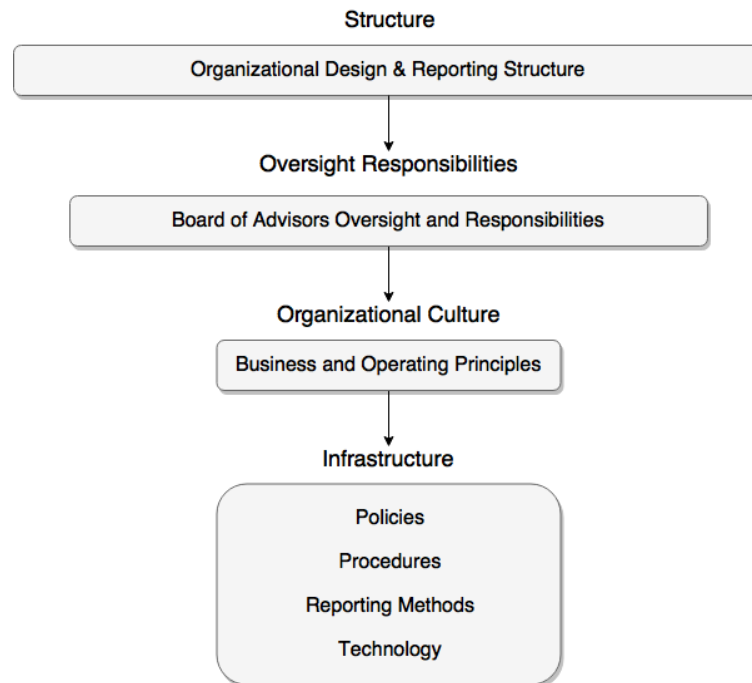 Structure
Organizational Design & Reporting Structure
Oversight Responsibilities
Board of Advisors Oversight and Responsibilities
Organizational Culture
Business and Operating Principles
Infrastructure
Policies
Procedures
Reporting Methods
Technology